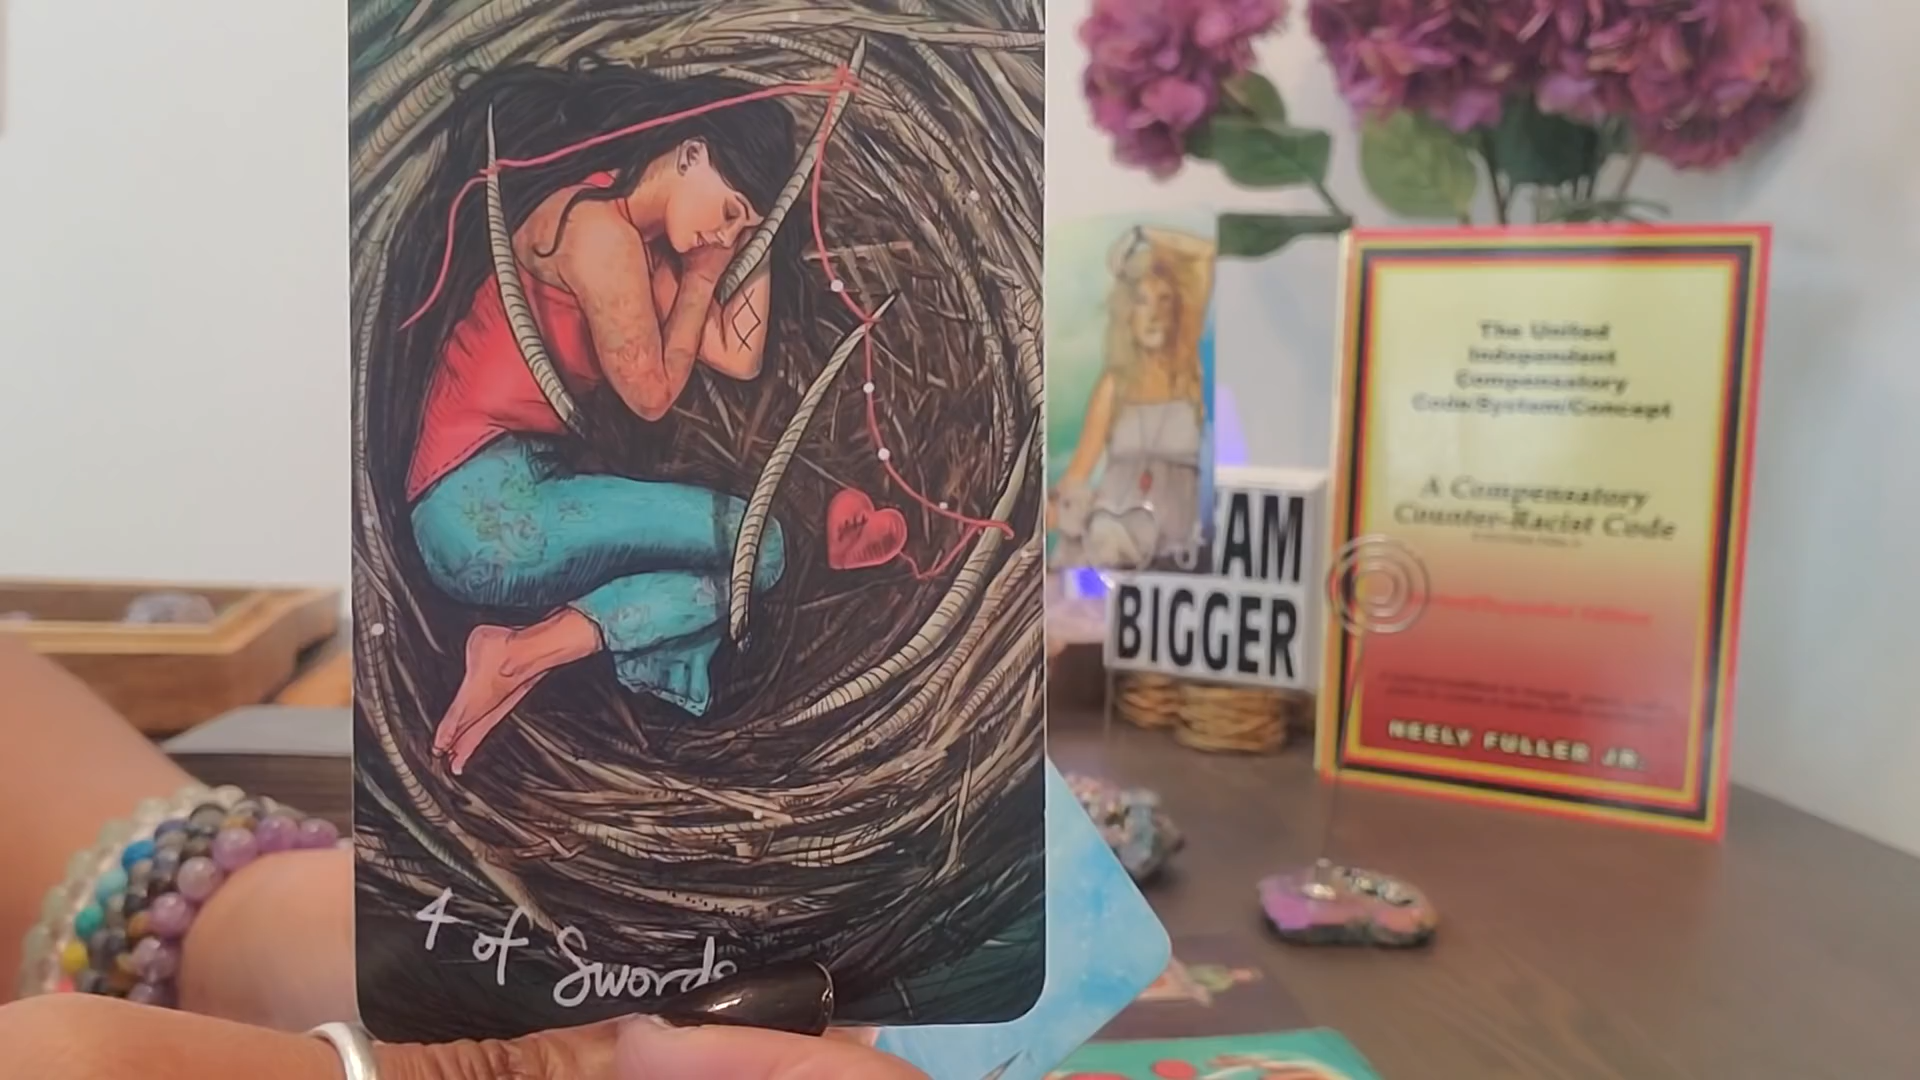 4 of Swords
I AM
BIGGER
The United
Independent
Compensatory
Code/System/Concept
A Compensatory
Counter-Racist Code
NEELY FULLER JR.